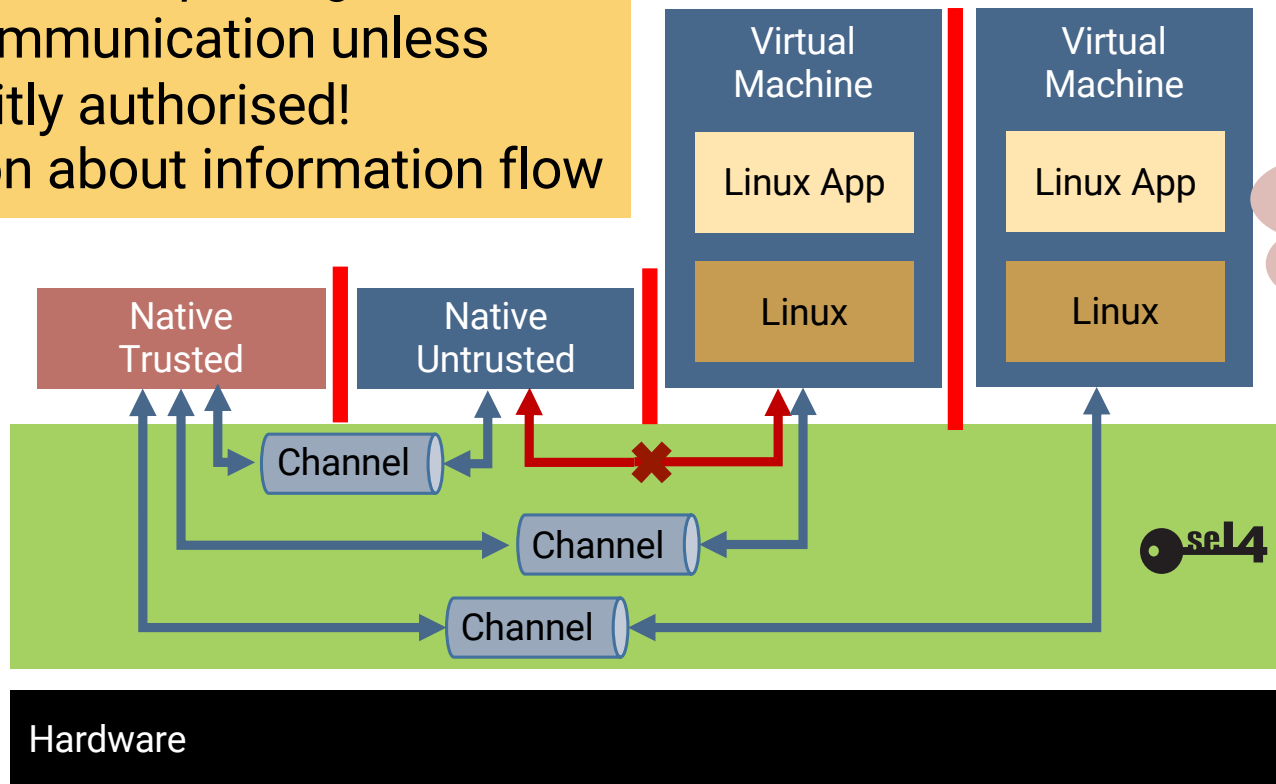 mmunication unless
itly authorised!
on about information flow
Virtual
Machine
Virtual
Machine
Linux App
Linux App
Linux
Linux
Native
Trusted
Native
Untrusted
Channel
Channel
Channel
seL4
Hardware